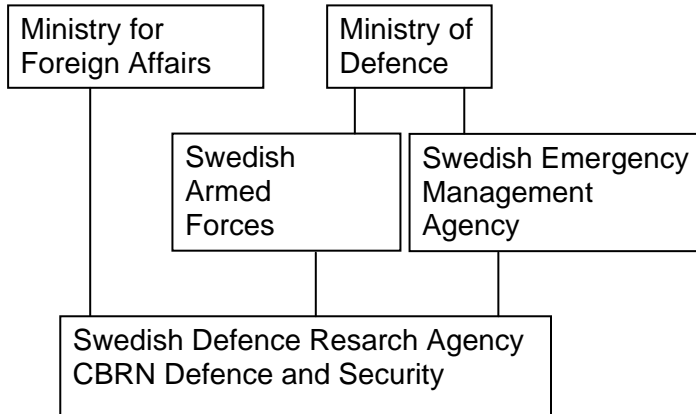 Ministry for
Foreign Affairs
Ministry of
Defence
Swedish
Armed
Forces
Swedish Emergency
Management
Agency
Swedish Defence Resarch Agency
CBRN Defence and Security